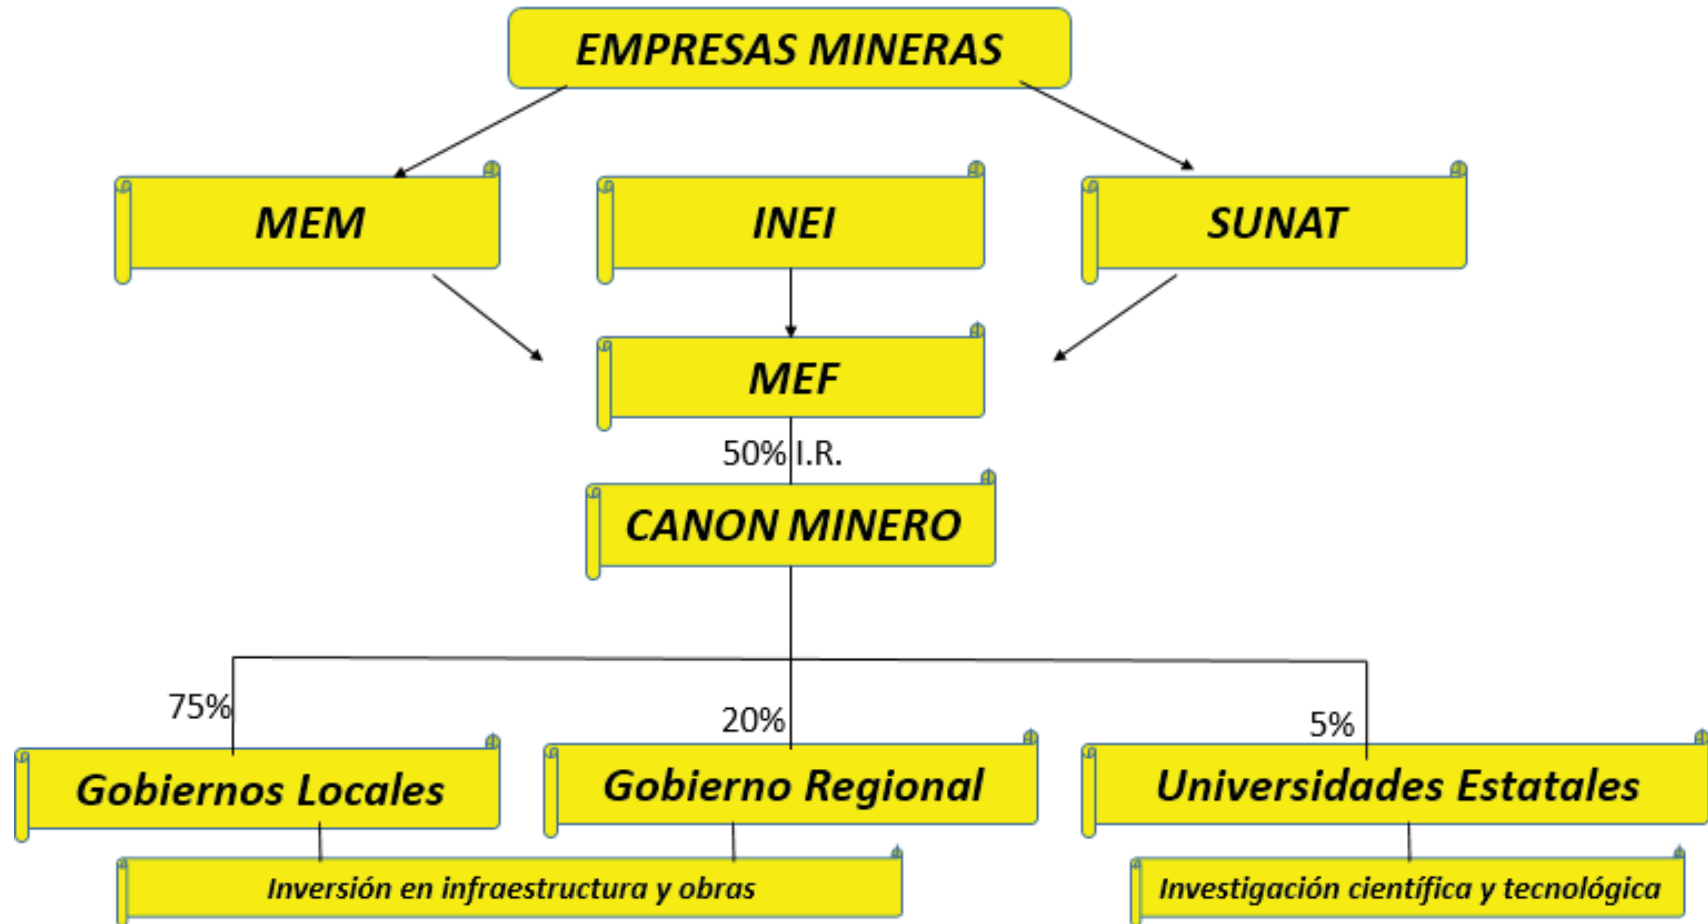 EMPRESAS MINERAS
MEM
INEI
SUNAT
MEF
50% I.R.
CANON MINERO
75%
20%
5%
Gobiernos Locales
Gobierno Regional
Universidades Estatales
Inversión en infraestructura y obras
Investigación científica y tecnológica